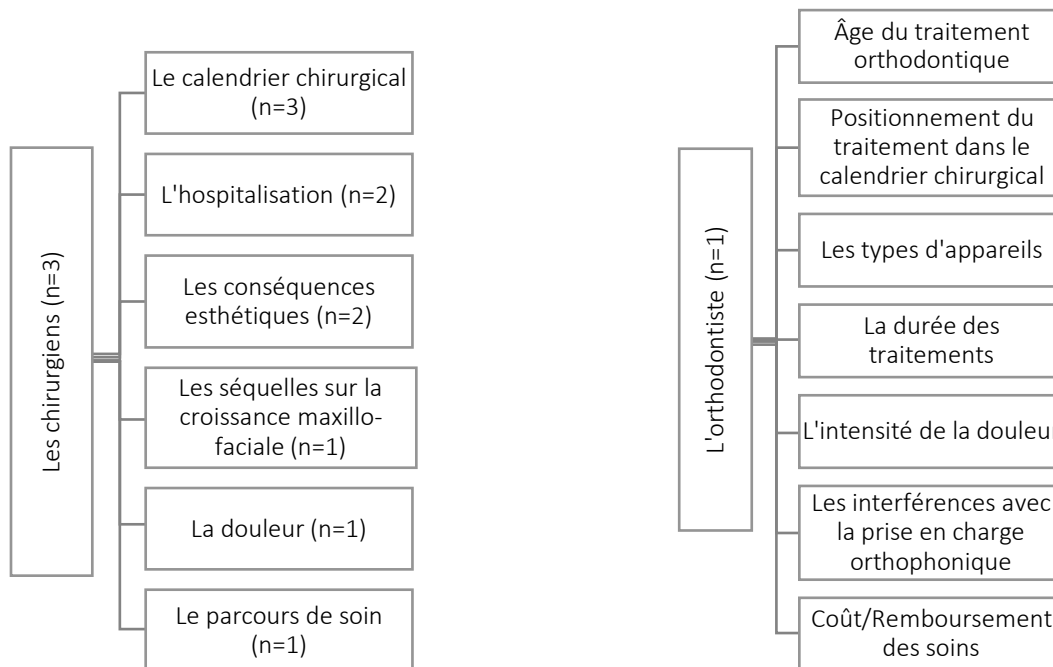 Les chirurgiens (n=3)
Le calendrier chirurgical
(n=3)
L'hospitalisation (n=2)
Les conséquences
esthétiques (n=2)
Les séquelles sur la
croissance maxillo-
faciale (n=1)
La douleur (n=1)
Le parcours de soin
(n=1)
L'orthodontiste (n=1)
Âge du traitement
orthodontique
Positionnement du
traitement dans le
calendrier chirurgical
Les types d'appareils
La durée des
traitements
L'intensité de la douleur
Les interférences avec
la prise en charge
orthophonique
Coût/Remboursement
des soins